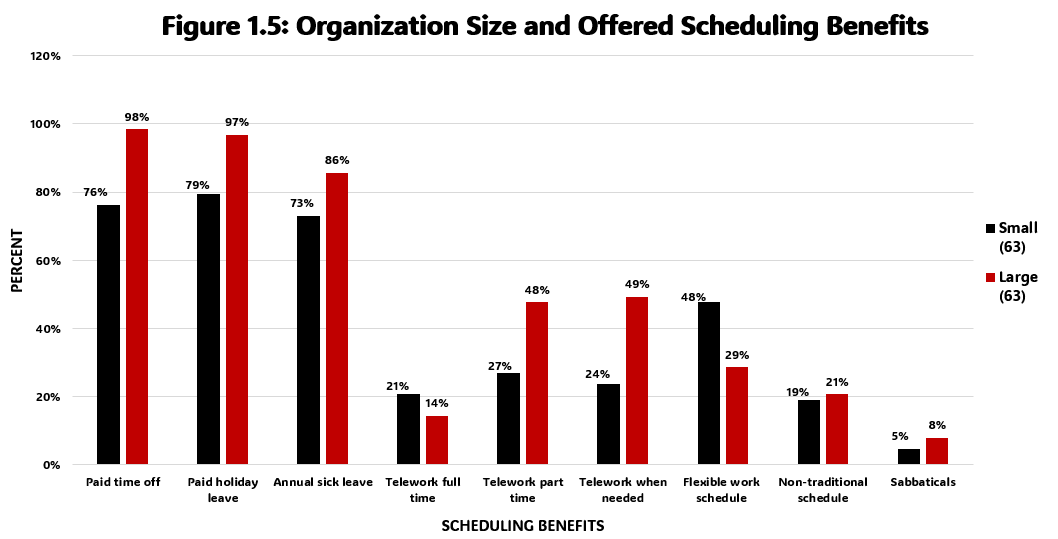 Figure 1.5: Organization Size and Offered Scheduling Benefits
120%
100%
80%
60%
40%
20%
0%
PERCENT
76%
98%
79%
97%
73%
86%
21%
14%
27%
48%
24%
49%
48%
29%
19%
21%
5%
8%
Paid time off
Paid holiday
leave
Annual sick leave
Telework full
time
Telework part
time
Telework when
needed
Flexible work
schedule
Non-traditional
schedule
Sabbaticals
SCHEDULING BENEFITS
Small
(63)
Large
(63)